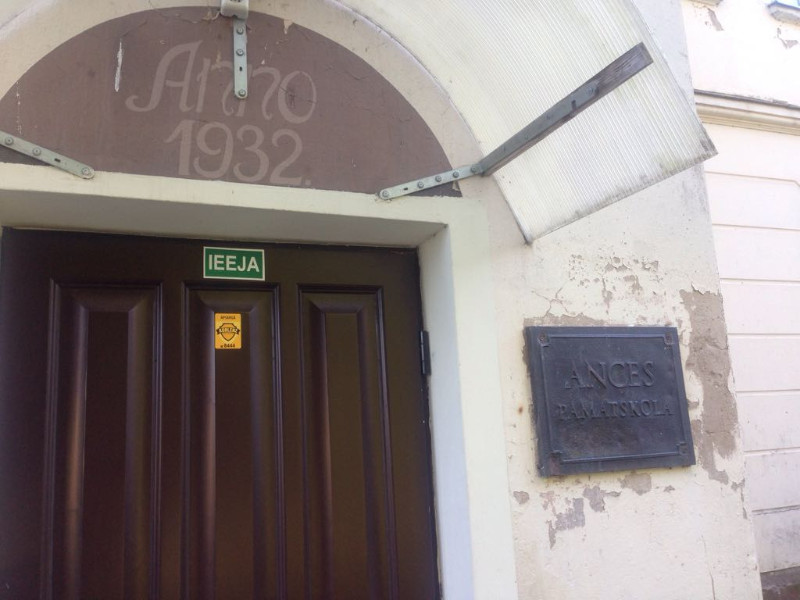 Anno
1932.
IEEJA
ANCES
PAMATSKOLA